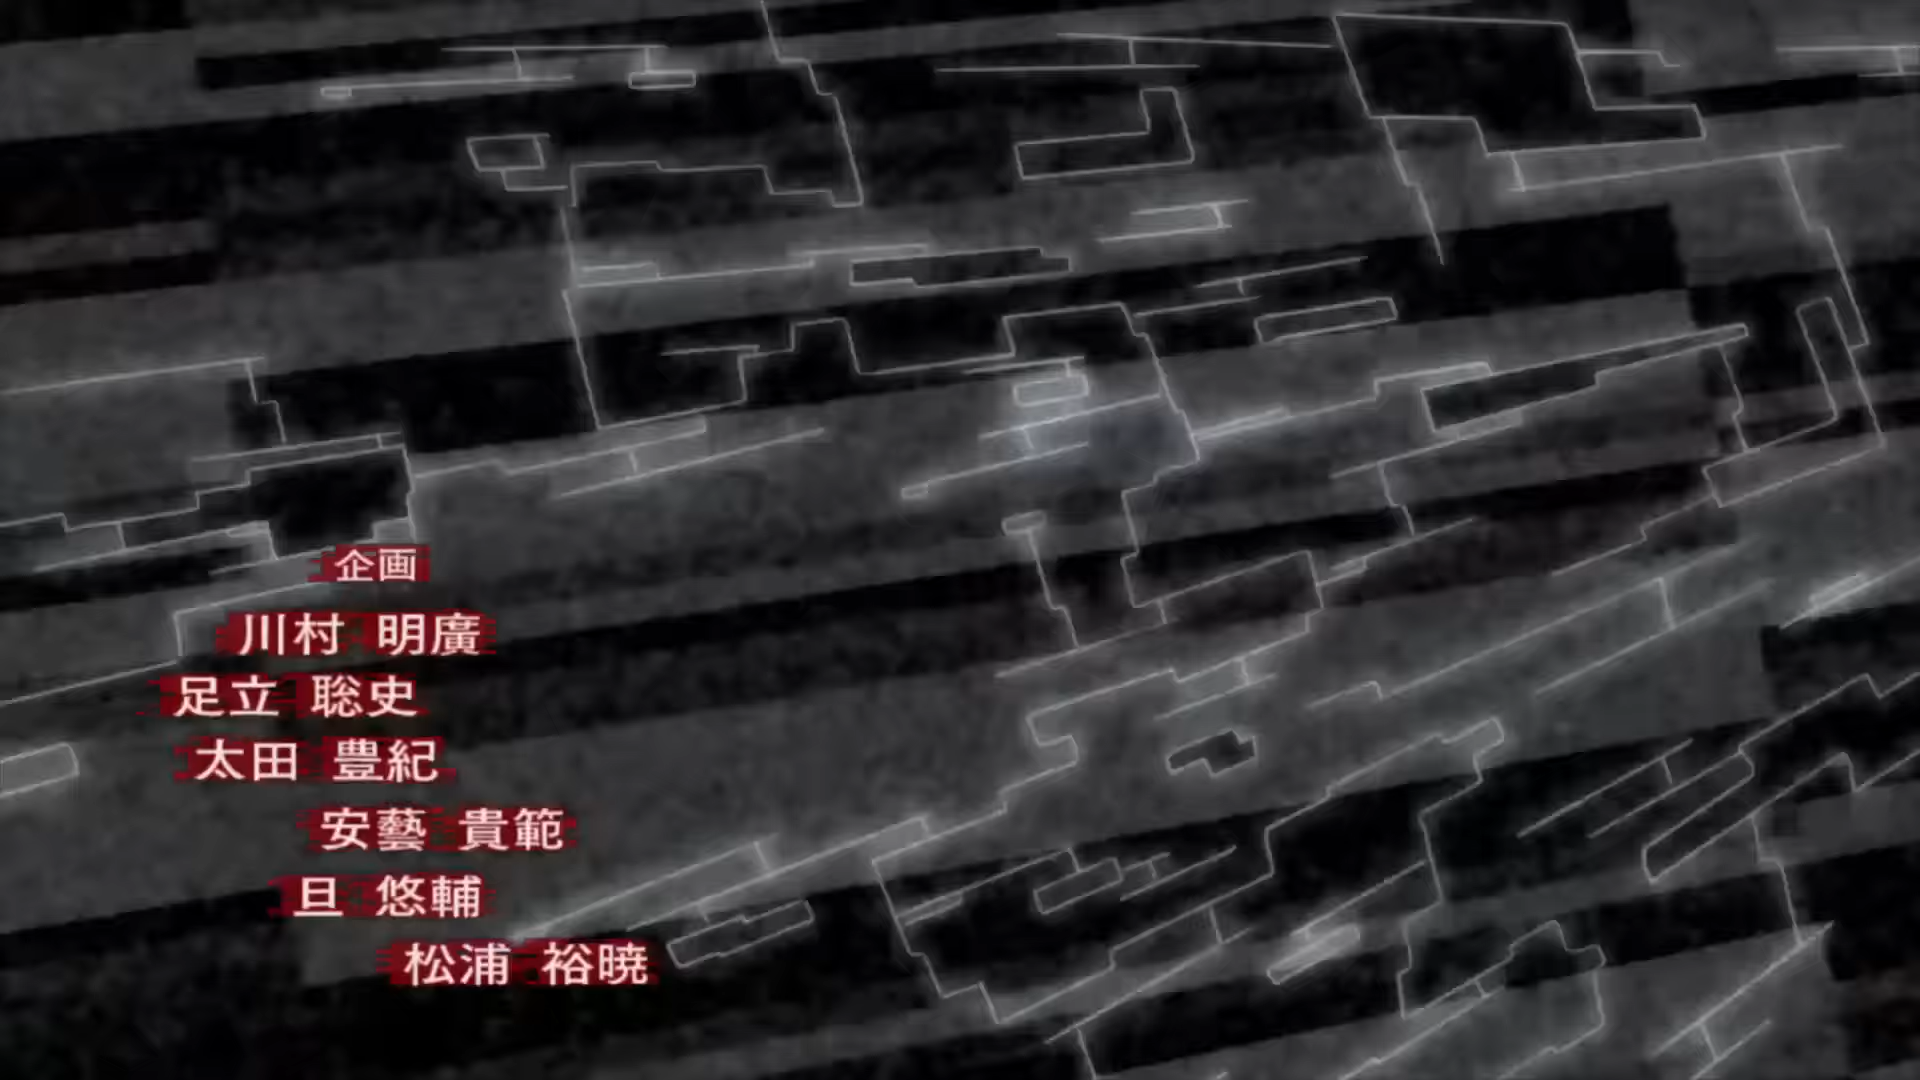 企画
川村 明廣
足立 聡史
太田 豊紀
安藝 貴範
旦 悠輔
松浦 裕暁